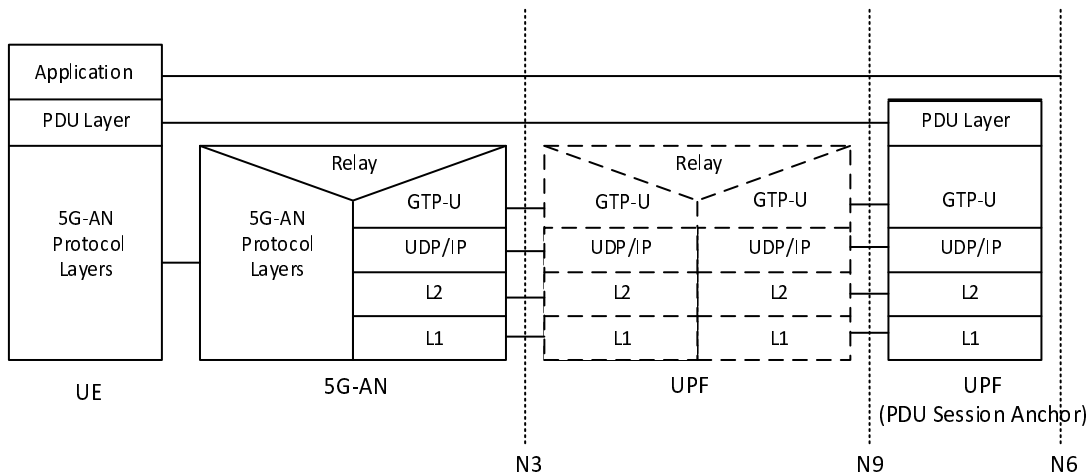 Application
PDU Layer
PDU Layer
Relay
Relay
5G-AN
Protocol
Layers
5G-AN
Protocol
Layers
GTP-U
GTP-U
GTP-U
GTP-U
UDP/IP
UDP/IP
UDP/IP
UDP/IP
L2
L2
L2
L2
L1
L1
L1
L1
UE
5G-AN
UPF
UPF
(PDU Session Anchor)
N3
N9
N6